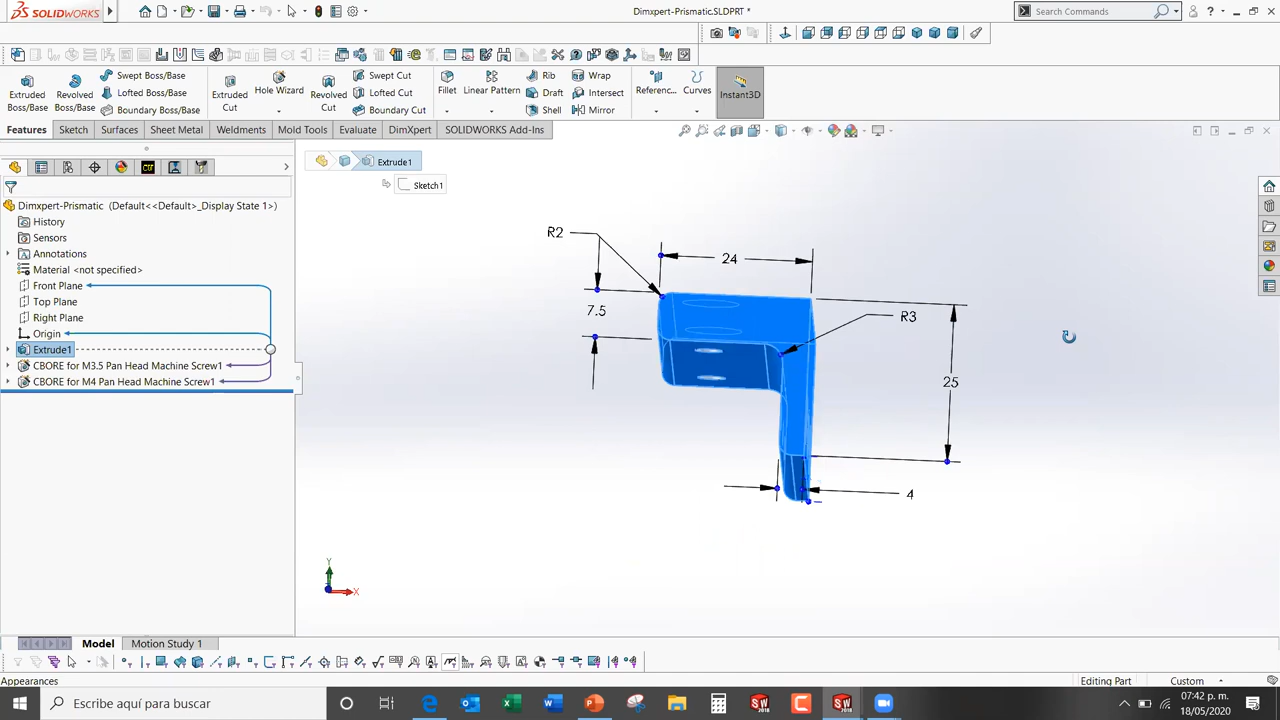 SOLIDWORKS
Dimxpert-Prismatic.SLDPRT *
Search Commands
Extruded Boss/Base
Revolved Boss/Base
Swept Boss/Base
Lofted Boss/Base
Boundary Boss/Base
Extruded Cut
Hole Wizard
Revolved Cut
Swept Cut
Lofted Cut
Boundary Cut
Fillet
Linear Pattern
Rib
Draft
Shell
Wrap
Intersect
Mirror
Referenc...
Curves
Instant3D
Features
Sketch
Surfaces
Sheet Metal
Weldments
Mold Tools
Evaluate
DimXpert
SOLIDWORKS Add-Ins
Extrude1
Sketch1
Dimxpert-Prismatic (Default<<Default>_Display State 1>)
History
Sensors
Annotations
Material <not specified>
Front Plane
Top Plane
Right Plane
Origin
Extrude1
CBORE for M3.5 Pan Head Machine Screw1
CBORE for M4 Pan Head Machine Screw1
R2
24
7.5
R3
25
4
Y
X
Model
Motion Study 1
Appearances
Editing Part
Custom
Escribe aquí para buscar
07:42 p. m.
18/05/2020